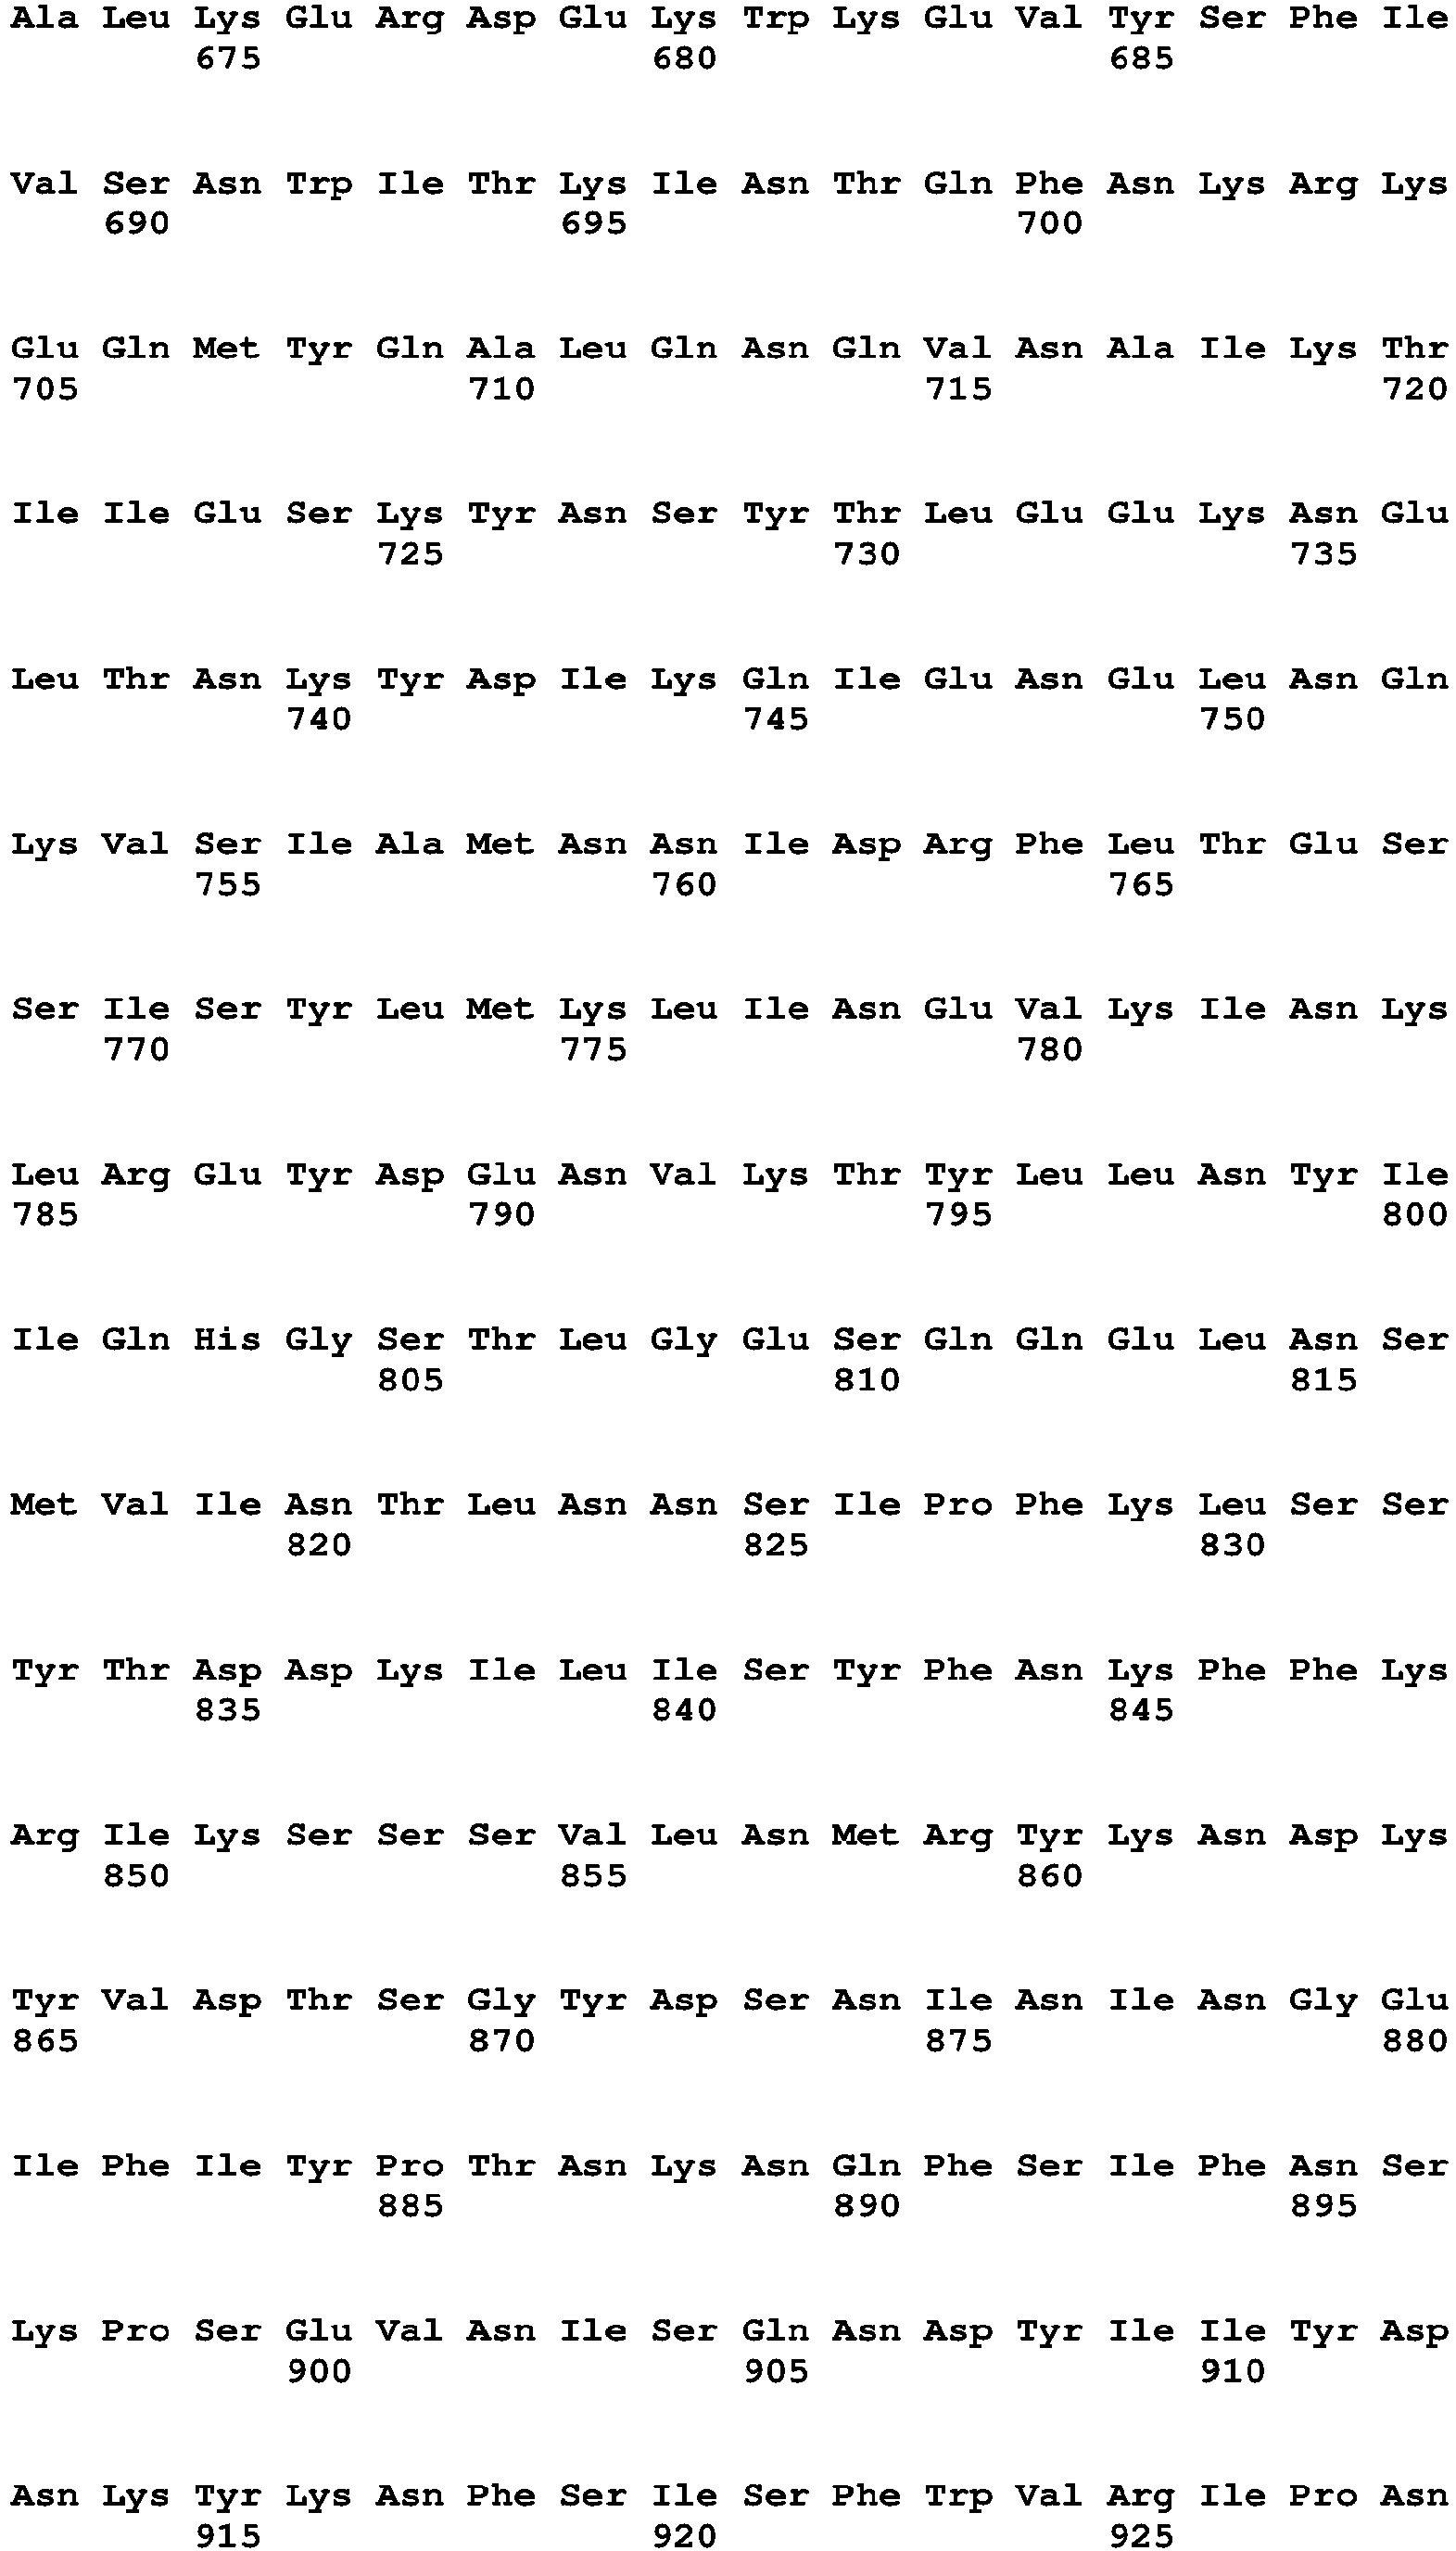 Ala Leu Lys Glu Arg Asp Glu Lys Trp Lys Glu Val Tyr Ser Phe Ile
675 680 685
Val Ser Asn Trp Ile Thr Lys Ile Asn Thr Gln Phe Asn Lys Arg Lys
690 695 700
Glu Gln Met Tyr Gln Ala Leu Gln Asn Gln Val Asn Ala Ile Lys Thr
705 710 715 720
Ile Ile Glu Ser Lys Tyr Asn Ser Tyr Thr Leu Glu Glu Lys Asn Glu
725 730 735
Leu Thr Asn Lys Tyr Asp Ile Lys Gln Ile Glu Asn Glu Leu Asn Gln
740 745 750
Lys Val Ser Ile Ala Met Asn Asn Ile Asp Arg Phe Leu Thr Glu Ser
755 760 765
Ser Ile Ser Tyr Leu Met Lys Leu Ile Asn Glu Val Lys Ile Asn Lys
770 775 780
Leu Arg Glu Tyr Asp Glu Asn Val Lys Thr Tyr Leu Leu Asn Tyr Ile
785 790 795 800
Ile Gln His Gly Ser Thr Leu Gly Glu Ser Gln Gln Glu Leu Asn Ser
805 810 815
Met Val Ile Asn Thr Leu Asn Asn Ser Ile Pro Phe Lys Leu Ser Ser
820 825 830
Tyr Thr Asp Asp Lys Ile Leu Ile Ser Tyr Phe Asn Lys Phe Phe Lys
835 840 845
Arg Ile Lys Ser Ser Ser Val Leu Asn Met Arg Tyr Lys Asn Asp Lys
850 855 860
Tyr Val Asp Thr Ser Gly Tyr Asp Ser Asn Ile Asn Ile Asn Gly Glu
865 870 875 880
Ile Phe Ile Tyr Pro Thr Asn Lys Asn Gln Phe Ser Ile Phe Asn Ser
885 890 895
Lys Pro Ser Glu Val Asn Ile Ser Gln Asn Asp Tyr Ile Ile Tyr Asp
900 905 910
Asn Lys Tyr Lys Asn Phe Ser Ile Ser Phe Trp Val Arg Ile Pro Asn
915 920 925